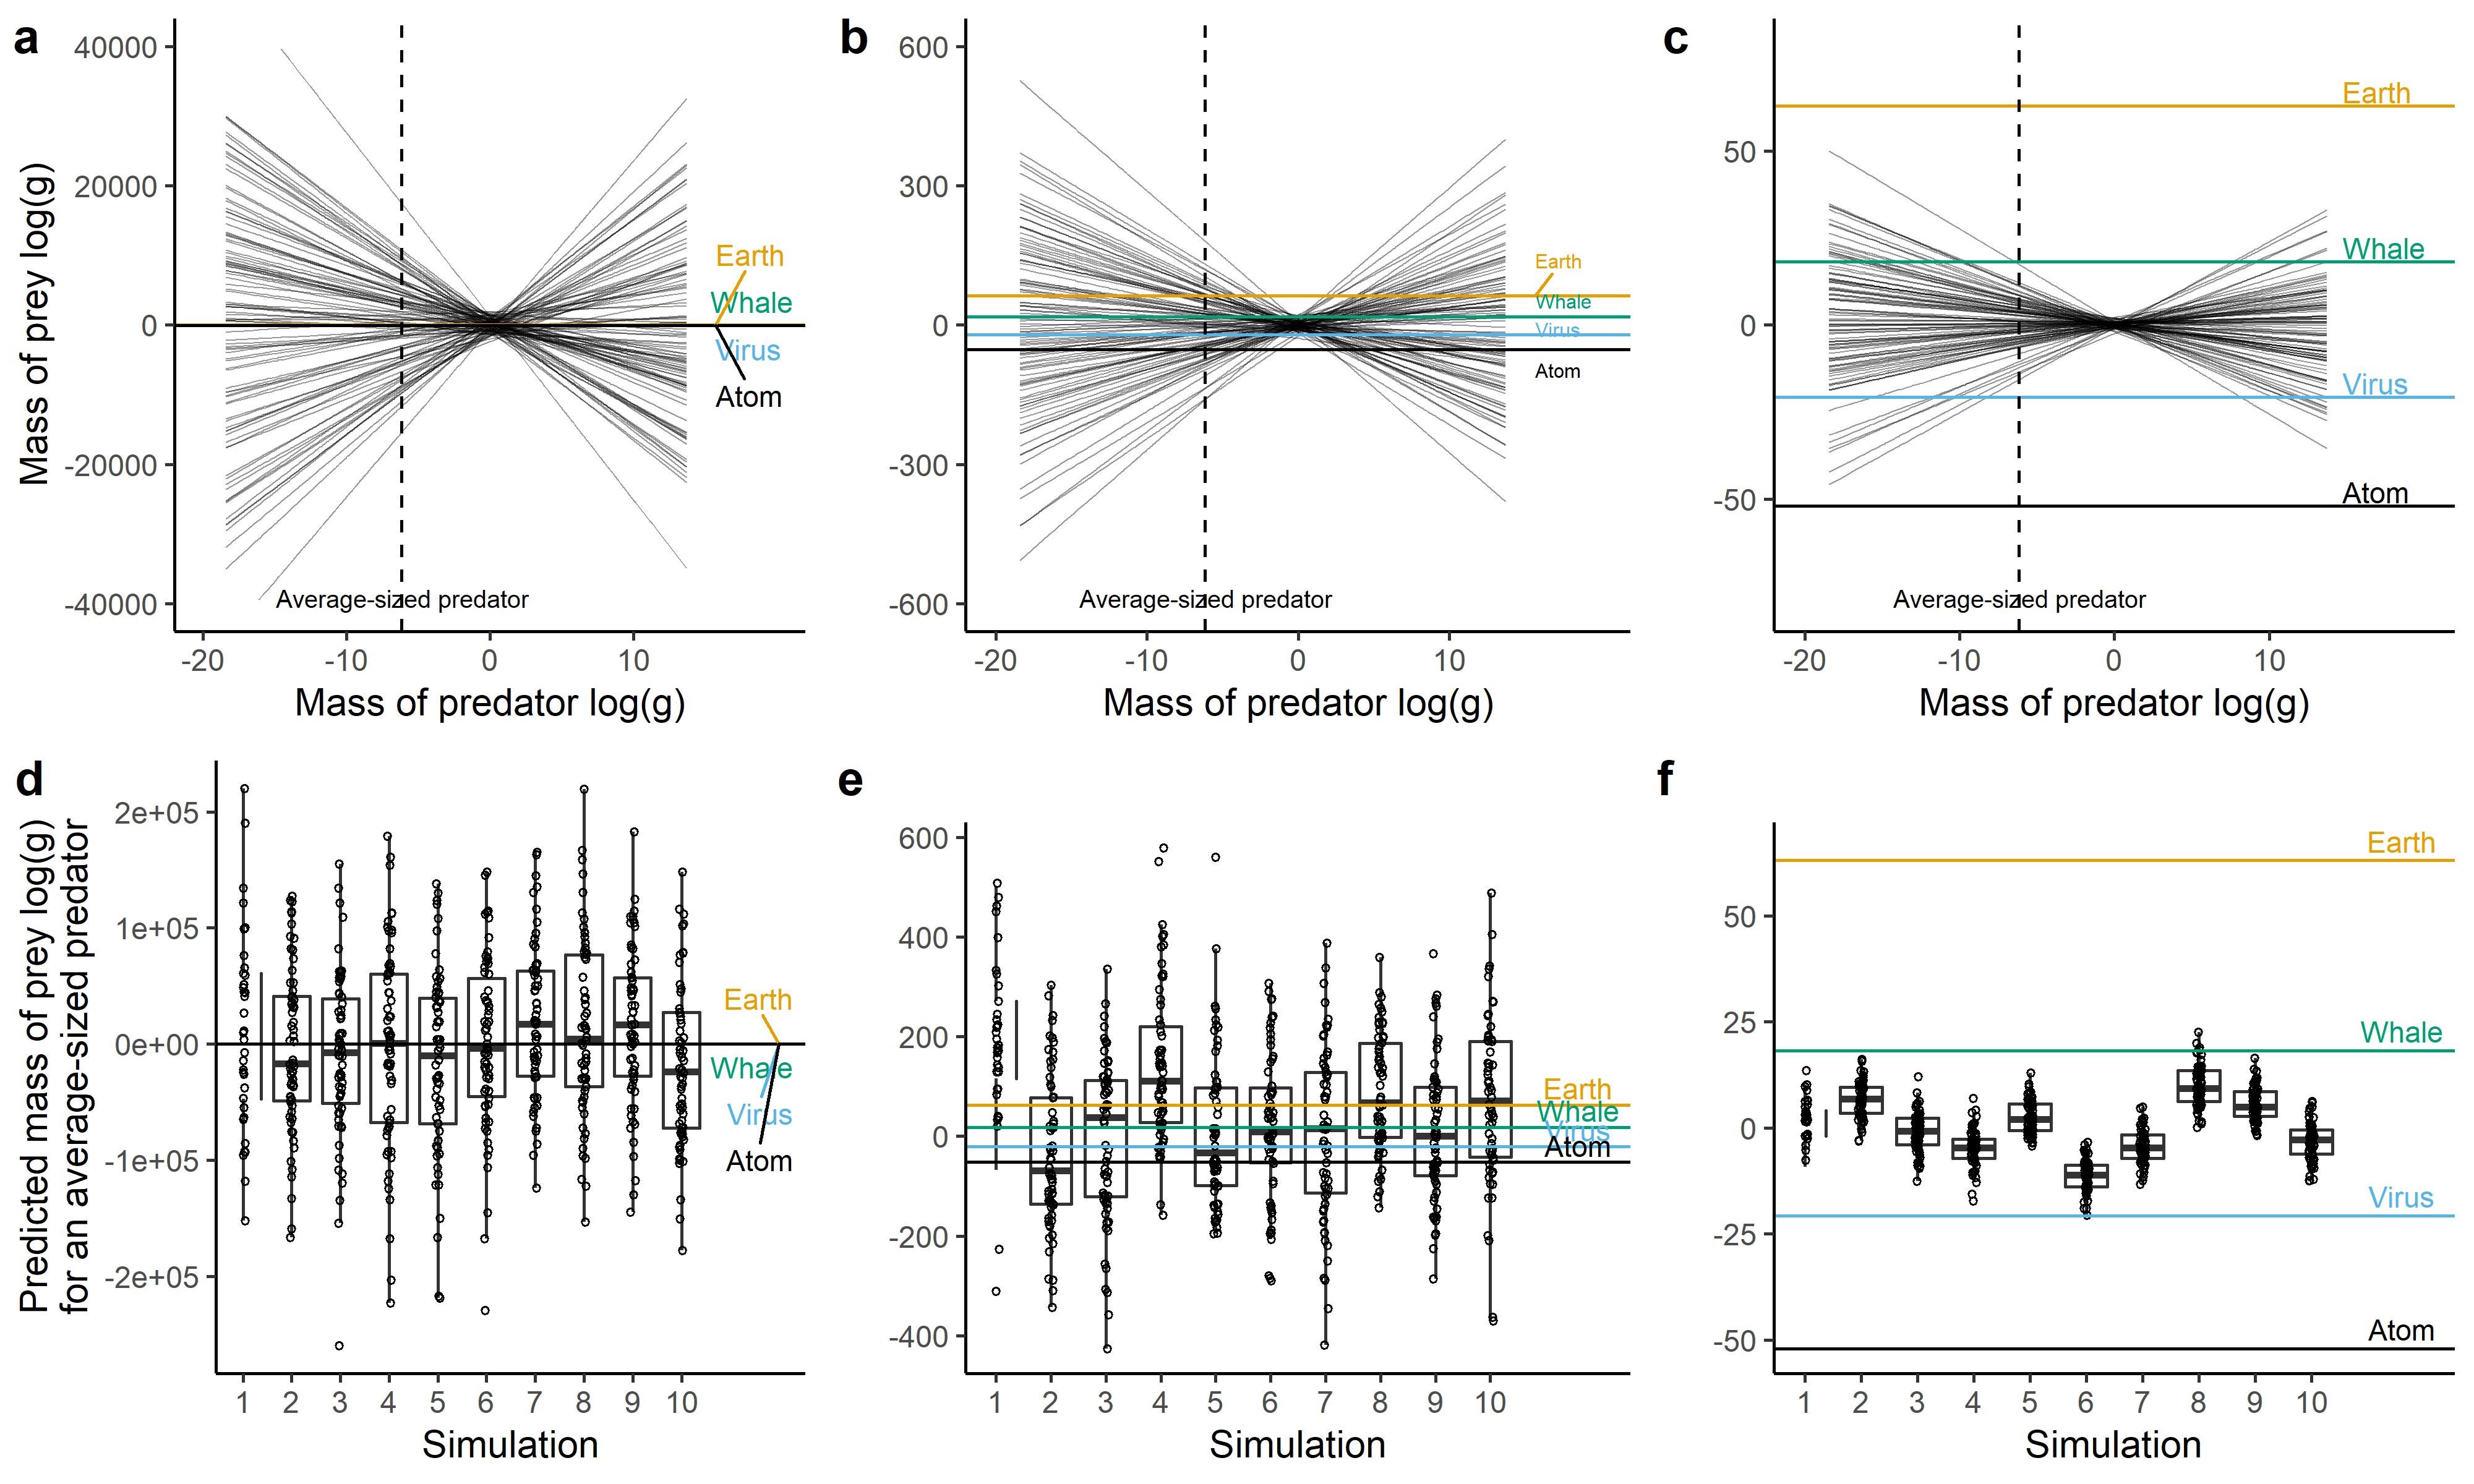 a
Mass of prey log(g)
40000
20000
0
-20000
-40000
Earth
Whale
Virus
Atom
Average-sized predator
-20 -10 0 10
Mass of predator log(g)
b
600
300
0
-300
-600
Earth
Whale
Virus
Atom
Average-sized predator
-20 -10 0 10
Mass of predator log(g)
c
50
0
-50
Earth
Whale
Virus
Atom
Average-sized predator
-20 -10 0 10
Mass of predator log(g)
d
Predicted mass of prey log(g)
for an average-sized predator
2e+05
1e+05
0e+00
-1e+05
-2e+05
Earth
Whale
Virus
Atom
1 2 3 4 5 6 7 8 9 10
Simulation
e
600
400
200
0
-200
-400
Earth
Whale
Virus
Atom
1 2 3 4 5 6 7 8 9 10
Simulation
f
50
25
0
-25
-50
Earth
Whale
Virus
Atom
1 2 3 4 5 6 7 8 9 10
Simulation